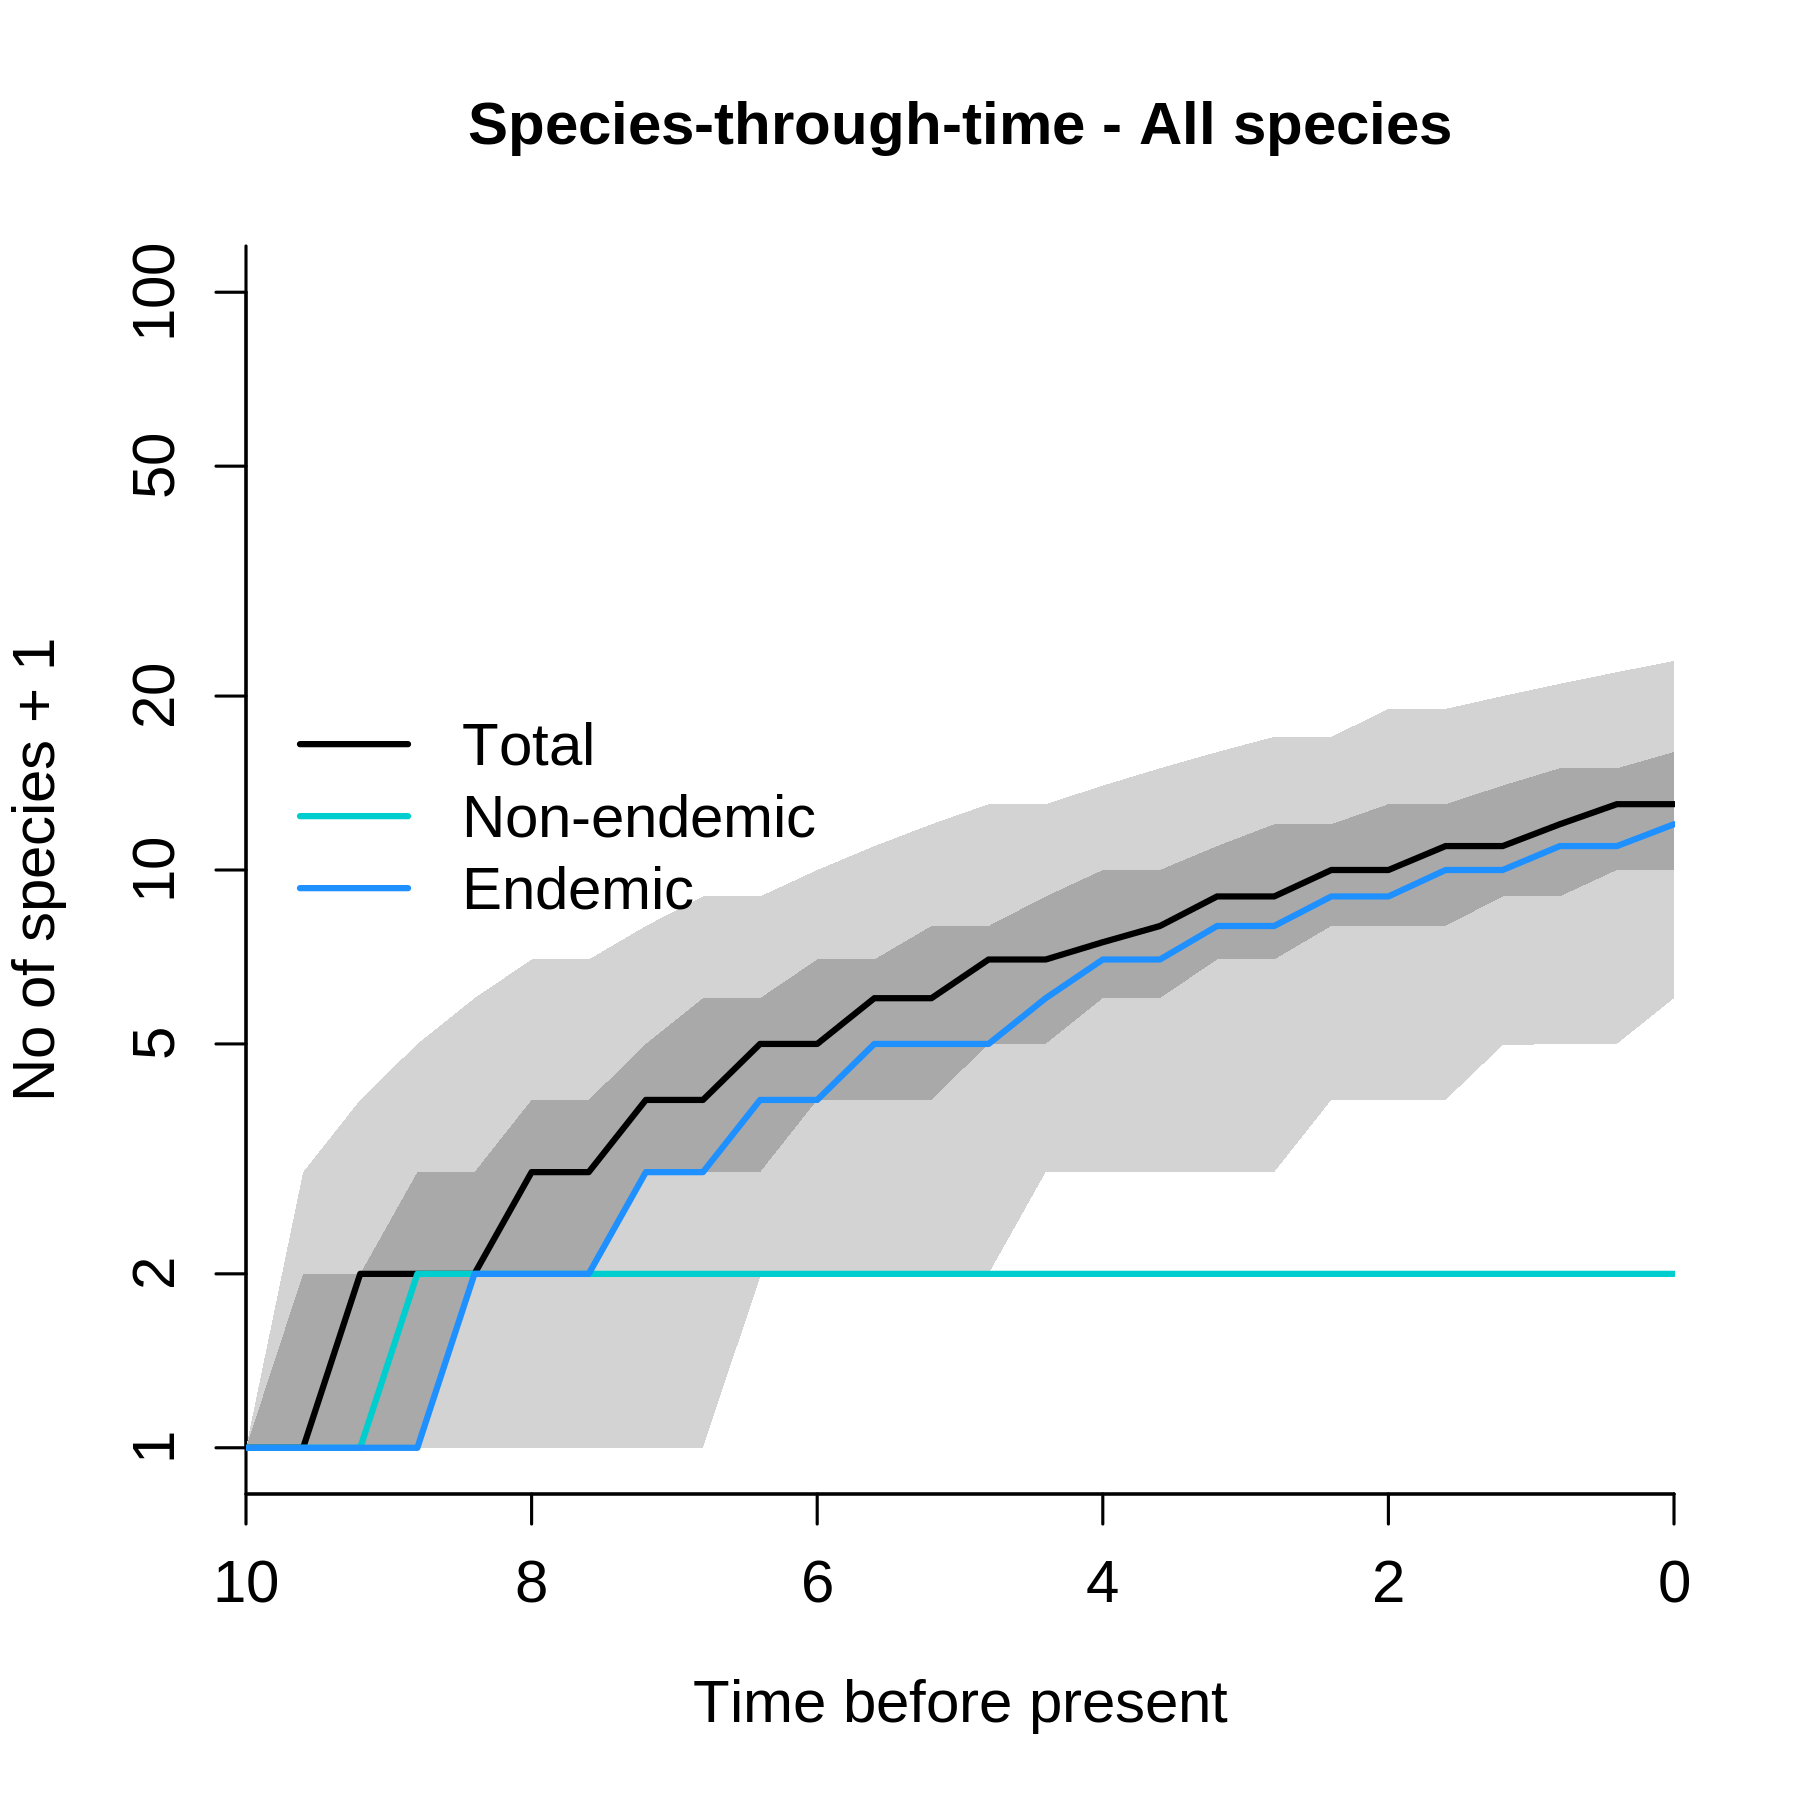 Species-through-time - All species
No of species + 1
100
50
20
10
5
2
1
Total
Non-endemic
Endemic
10 8 6 4 2 0
Time before present